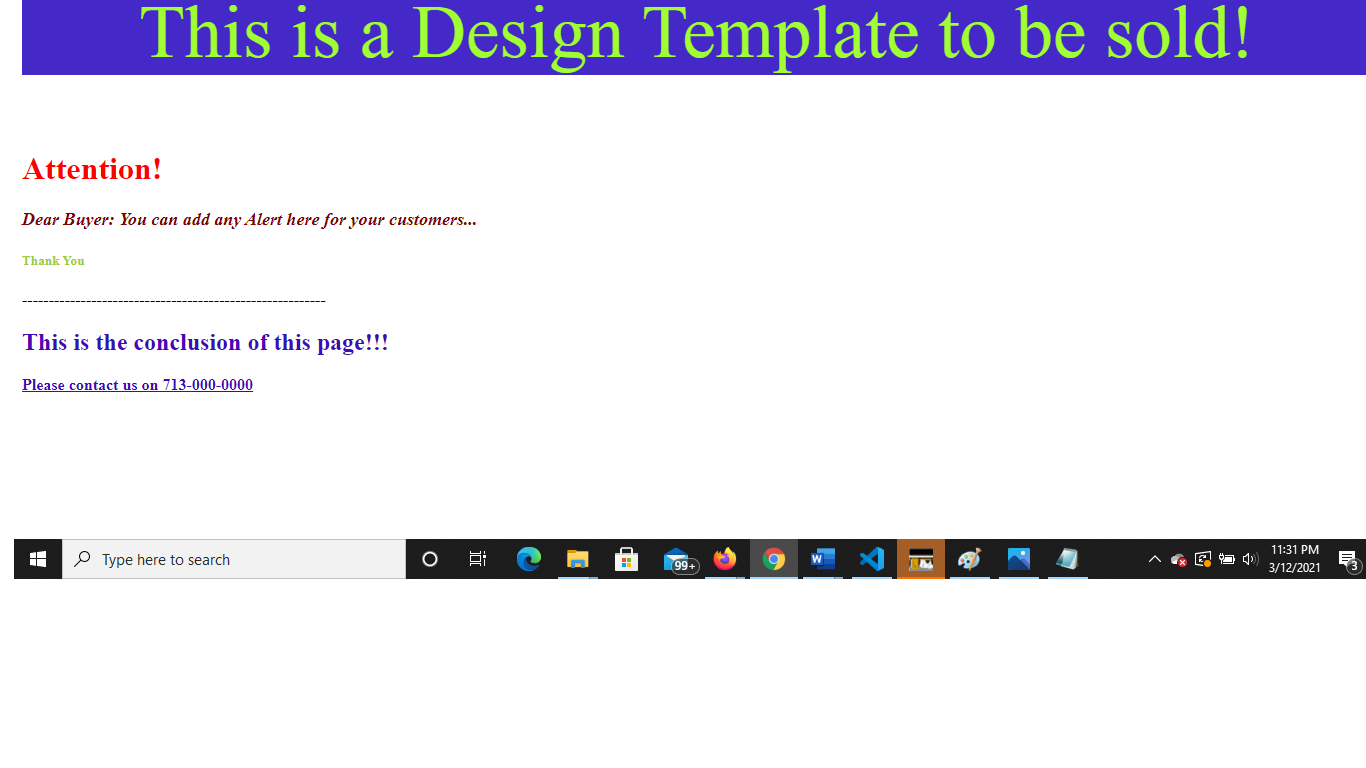 This is a Design Template to be sold!
Attention!
Dear Buyer: You can add any Alert here for your customers...
Thank You
---------------------------------------------------------
This is the conclusion of this page!!!
Please contact us on 713-000-0000
Type here to search
99+
W
11:31 PM
3/12/2021
3